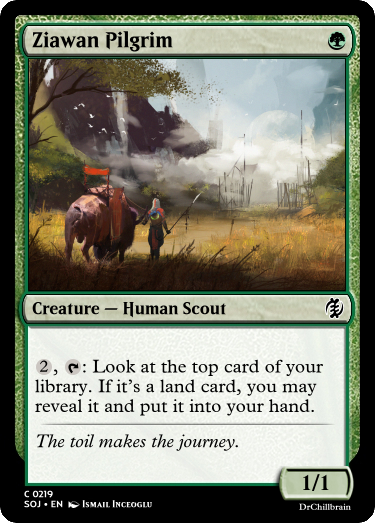 Ziawan Pilgrim
Creature — Human Scout
2, : Look at the top card of your
library. If it's a land card, you may
reveal it and put it into your hand.
The toil makes the journey.
1/1
C 0219
SOJ • EN Ismail Inceoglu
DrChillbrain